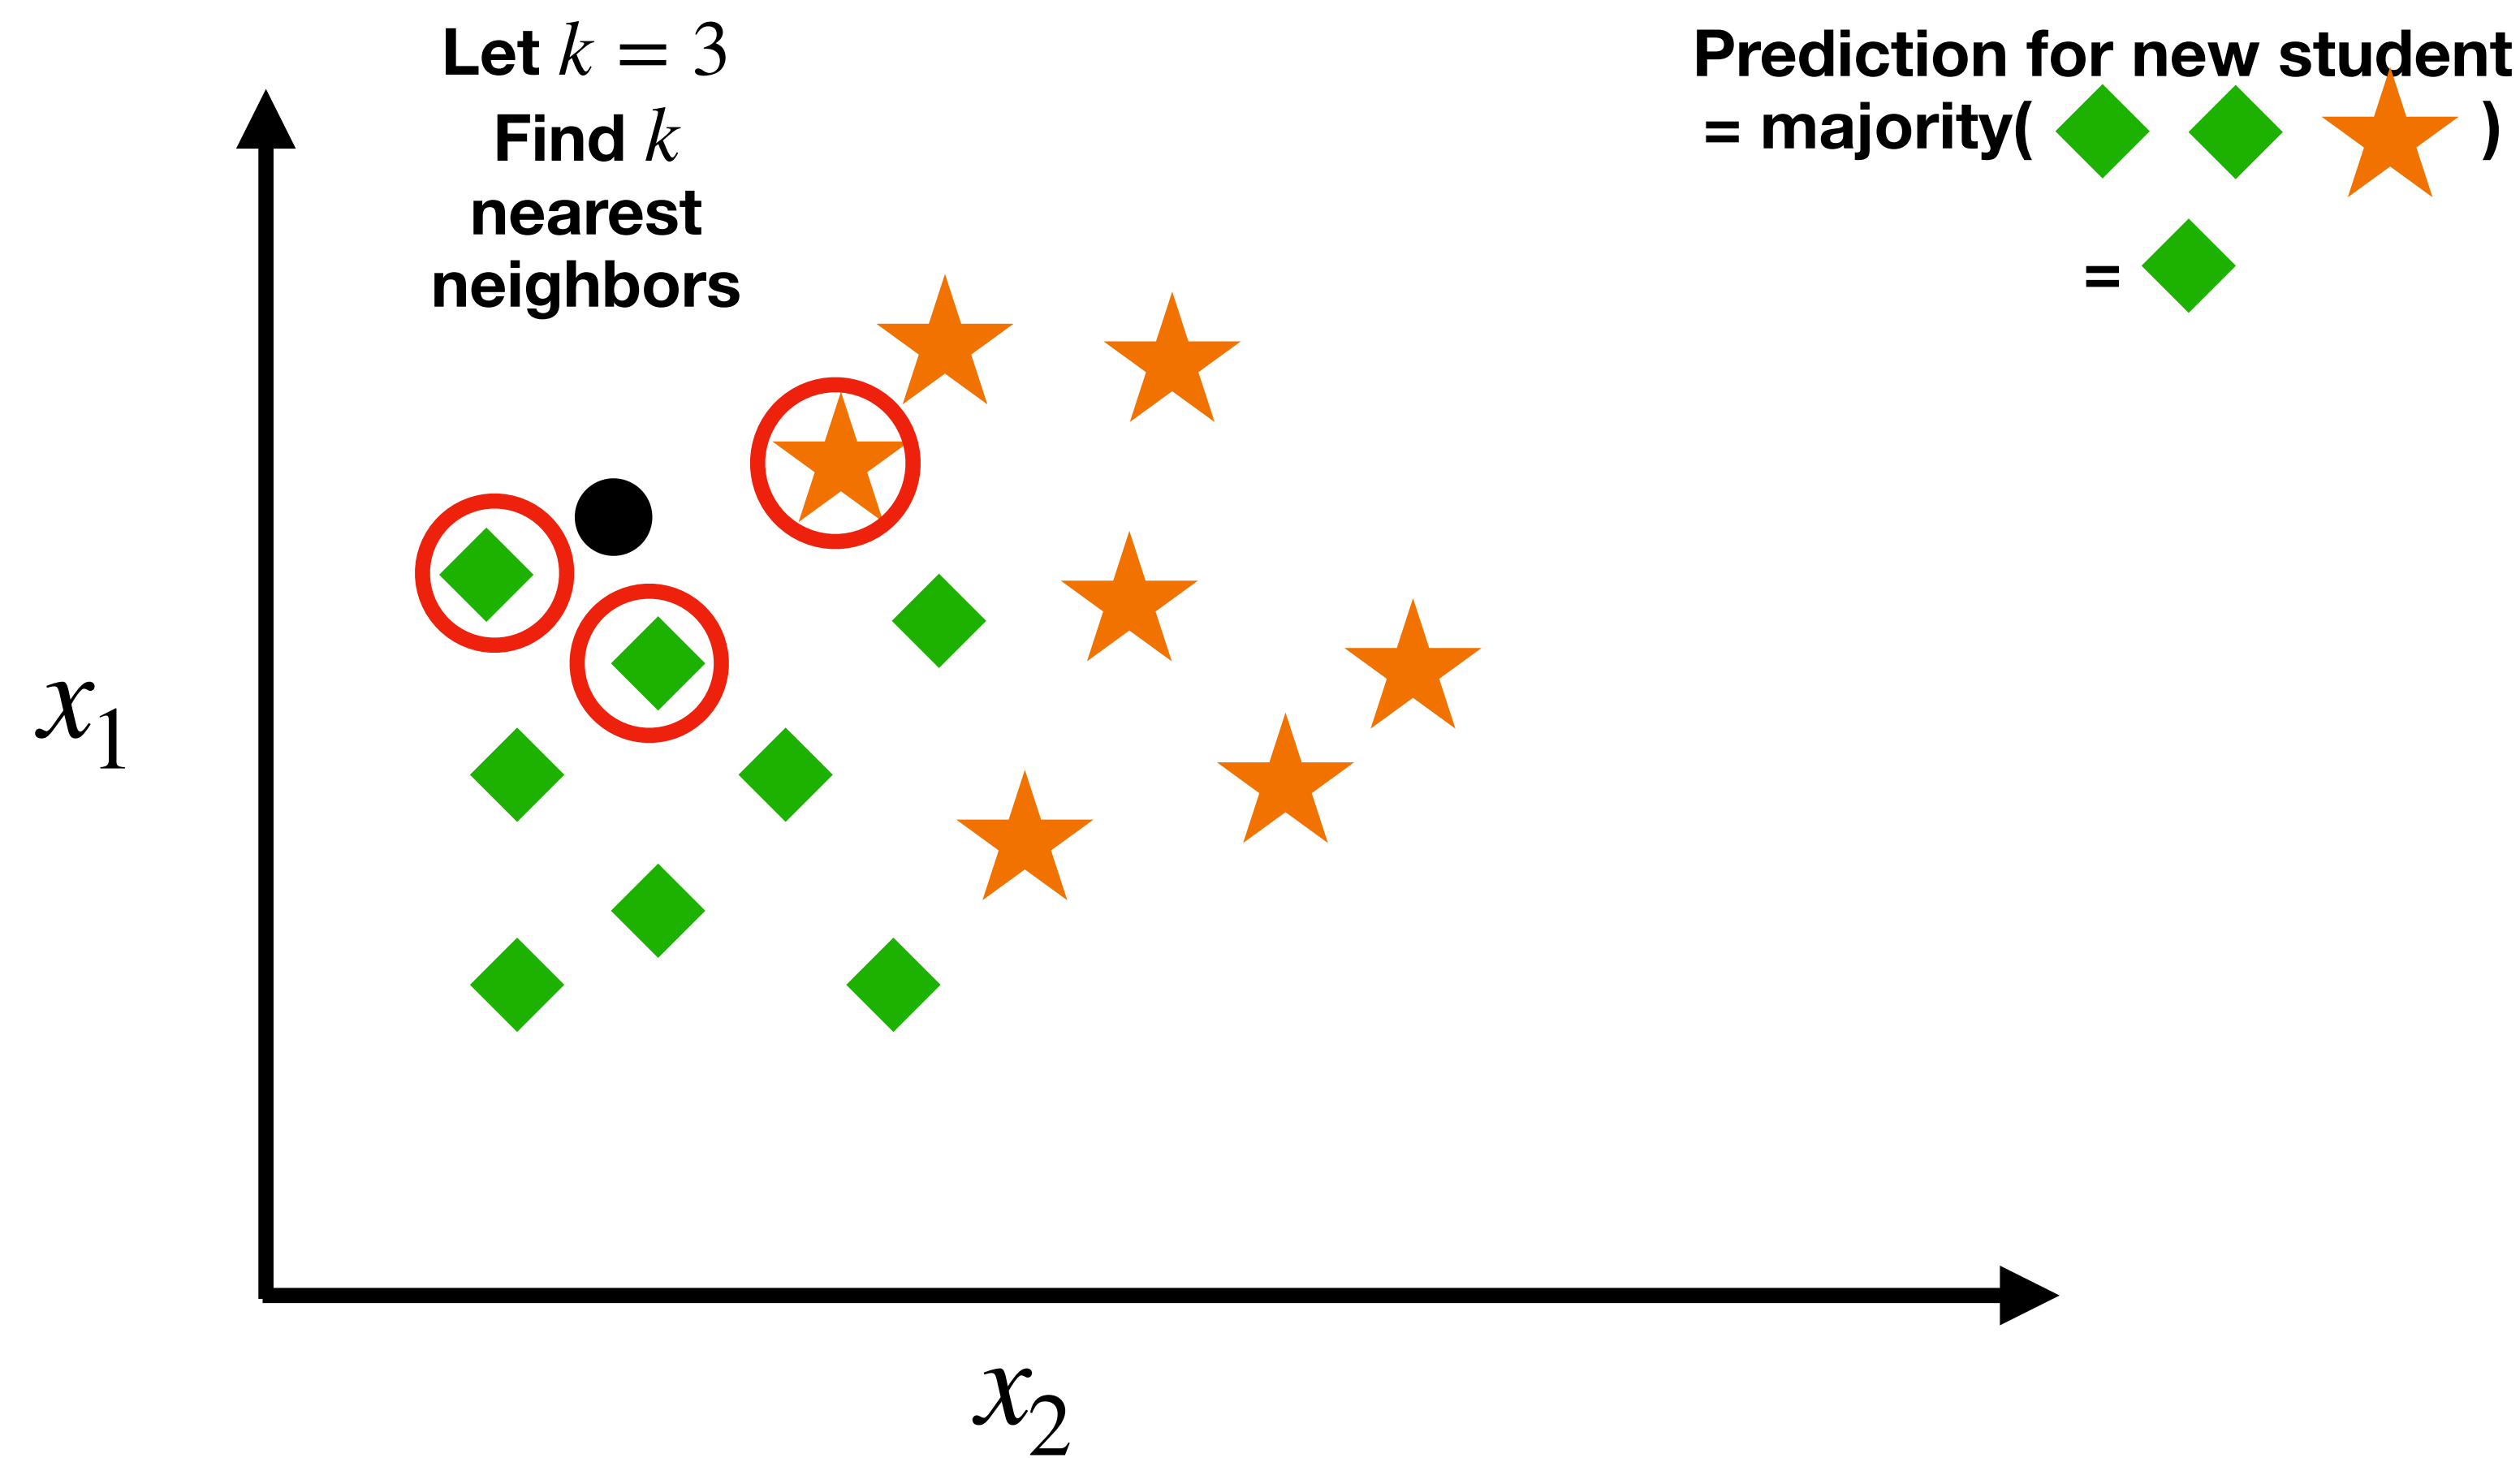 Let k = 3
Find k
nearest
neighbors
Prediction for new student
= majority( )
=
x₁
x₂